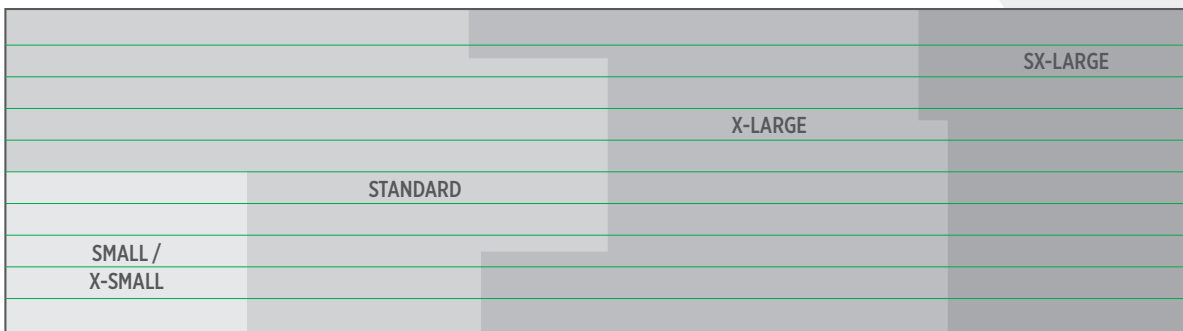 SX-LARGE
X-LARGE
STANDARD
SMALL /
X-SMALL